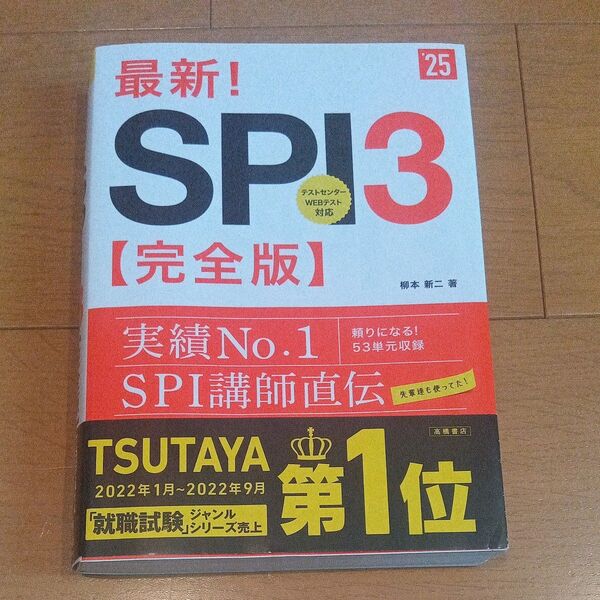 '25
最新!
SPI3
テストセンター
WEBテスト
対応
【完全版】
柳本 新二 著
実績No.1
SPI講師直伝
頼りになる!
53単元収録
先輩達も使ってた!
高橋書店
TSUTAYA
2022年1月~2022年9月
「就職試験」ジャンル
シリーズ売上
第1位